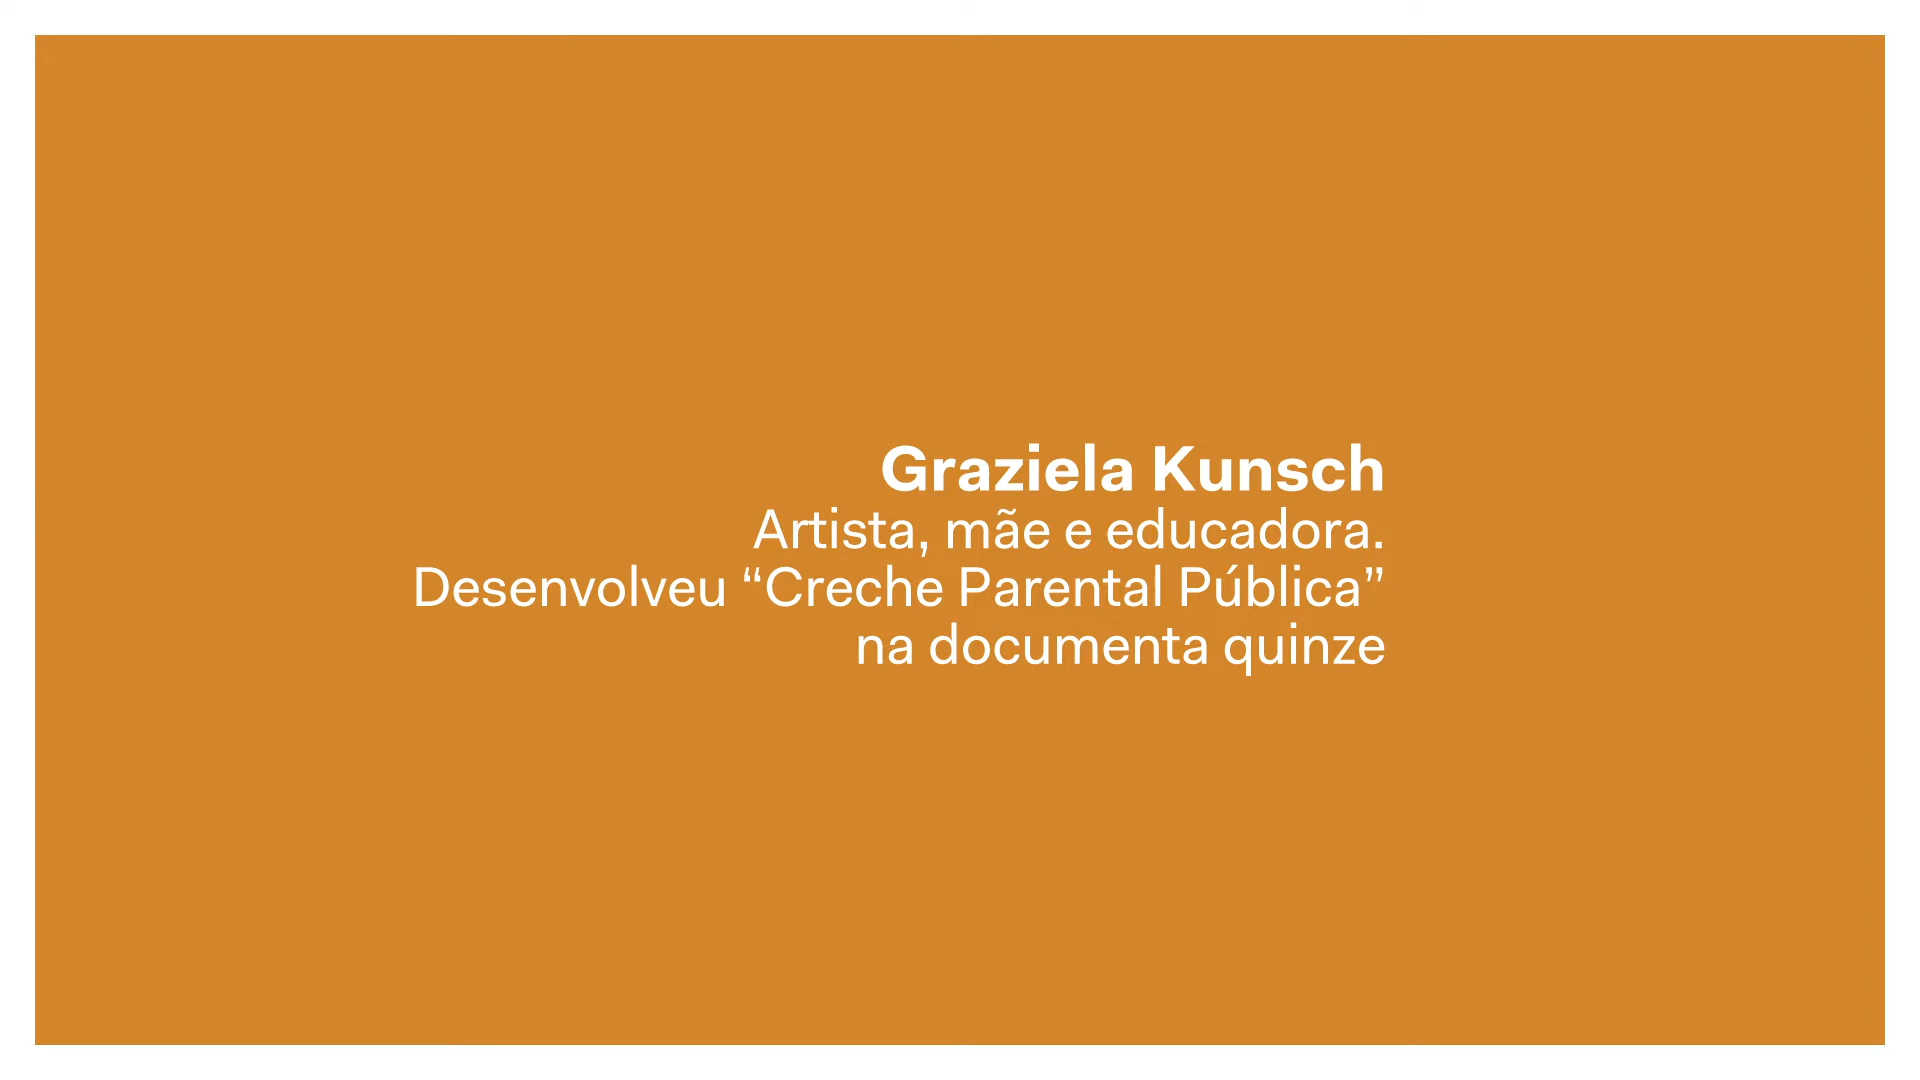 Graziela Kunsch
Artista, mãe e educadora.
Desenvolveu “Creche Parental Pública”
na documenta quinze